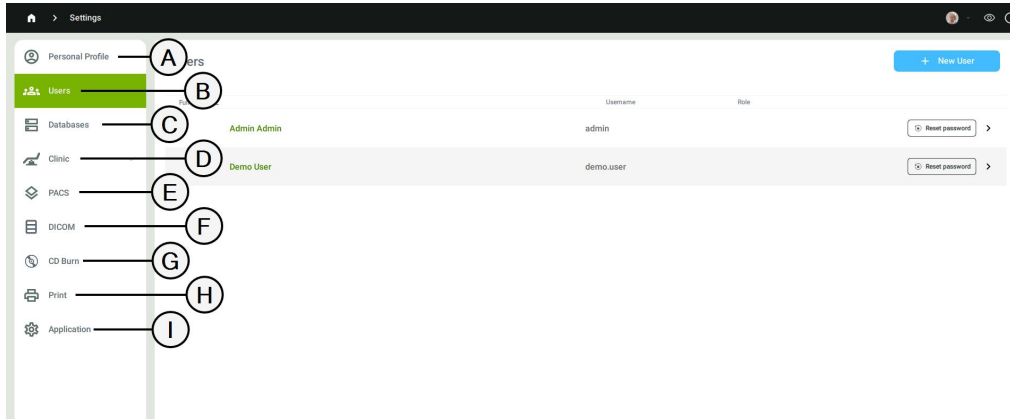 > Settings
Personal Profile
A
ers
+ New User
Users
B
Username
Role
Databases
C
Admin Admin
admin
Reset password
>
Clinic
D
Demo User
demo.user
Reset password
>
PACS
E
DICOM
F
CD Burn
G
Print
H
Application
I